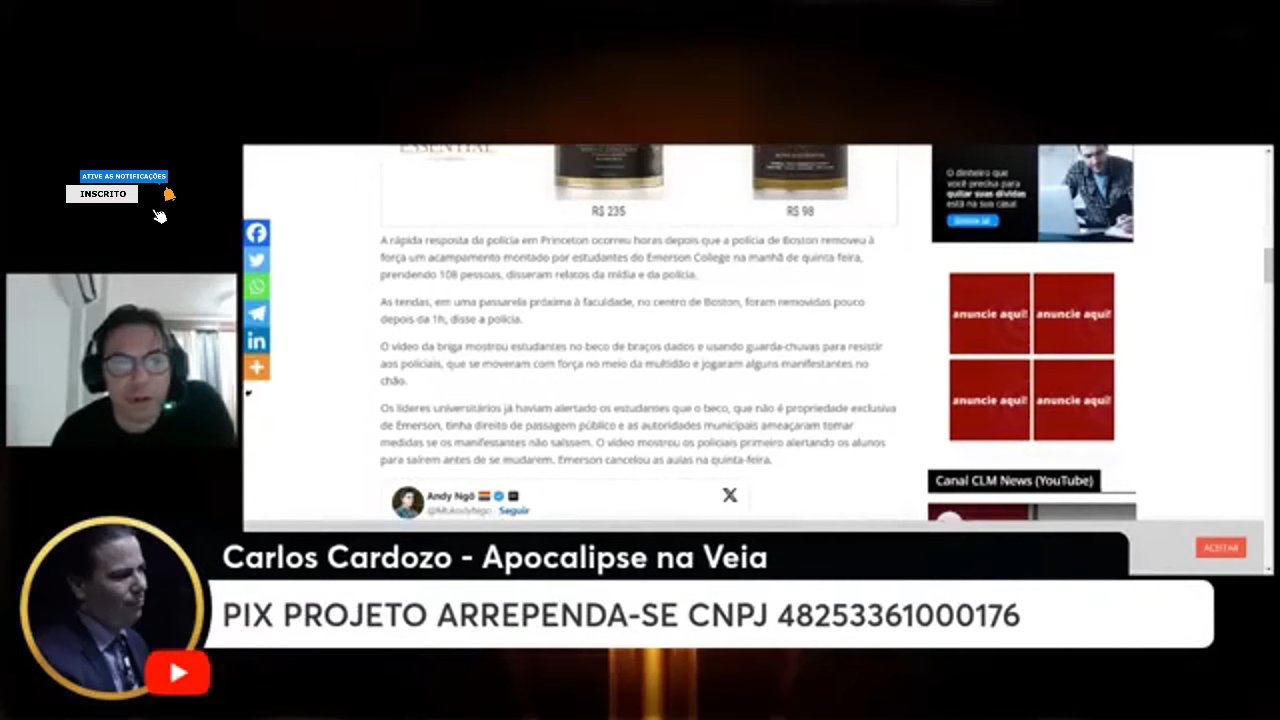 ESSENTIAL
R$ 235
R$ 98
O dinheiro que
você precisa para
quitar suas dívidas
está na sua casa!
ATIVE AS NOTIFICAÇÕES
INSCRITO
A rápida resposta da polícia em Princeton ocorreu horas depois que a polícia de Boston removeu à
força um acampamento montado por estudantes do Emerson College na manhã de quinta-feira,
prendendo 108 pessoas, disseram relatos da mídia e da polícia.
As tendas, em uma passarela próxima à faculdade, no centro de Boston, foram removidas pouco
depois da 1h, disse a polícia.
O vídeo da briga mostrou estudantes no beco de braços dados e usando guarda-chuvas para resistir
aos policiais, que se moveram com força no meio da multidão e jogaram alguns manifestantes no
chão.
Os líderes universitários já haviam alertado os estudantes que o beco, que não é propriedade exclusiva
de Emerson, tinha direito de passagem público e as autoridades municipais ameaçaram tomar
medidas se os manifestantes não saíssem. O vídeo mostrou os policiais primeiro alertando os alunos
para saírem antes de se mudarem. Emerson cancelou as aulas na quinta-feira.
anuncie aqui! anuncie aqui!
anuncie aqui! anuncie aqui!
Canal CLM News (YouTube)
Andy Ngô
@MrAndyNgo · Seguir
ACEITAR
Carlos Cardozo - Apocalipse na Veia
PIX PROJETO ARREPENDA-SE CNPJ 48253361000176